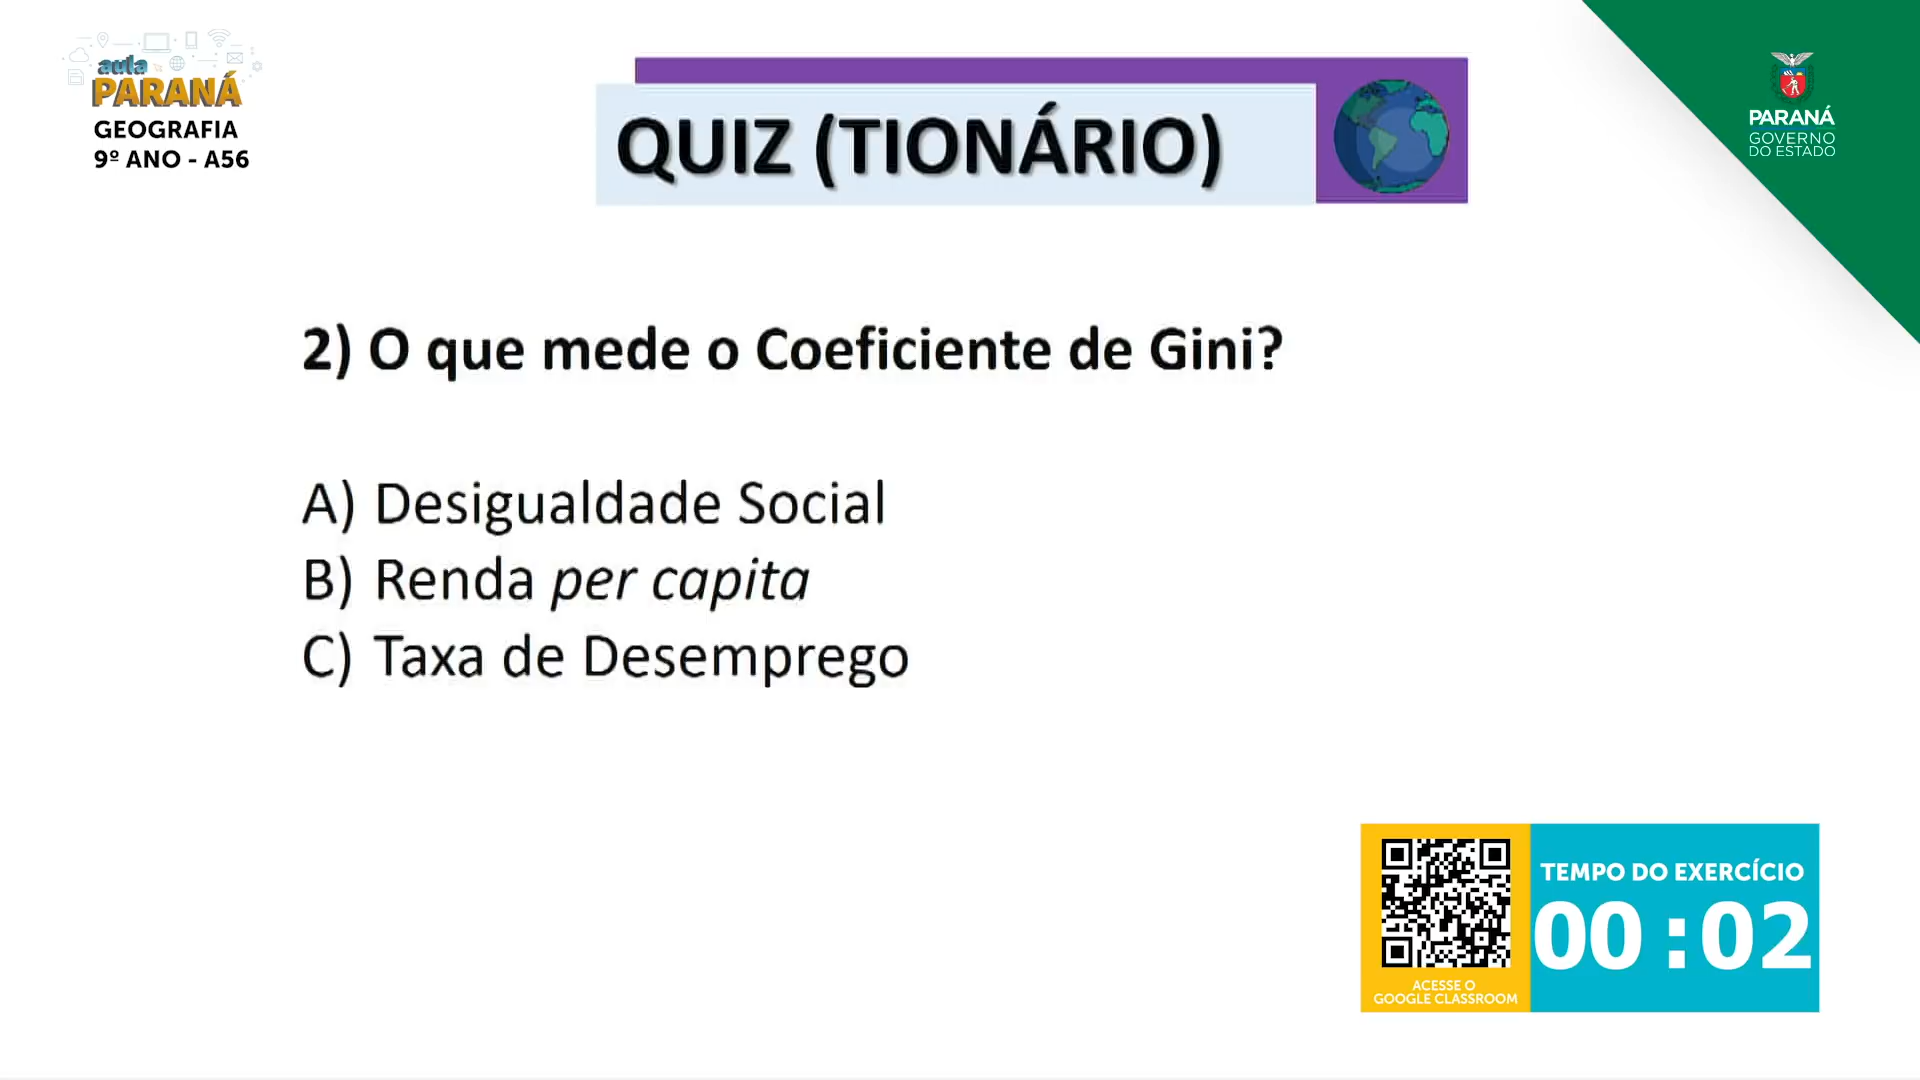 aula
PARANÁ
GEOGRAFIA
9º ANO - A56
QUIZ (TIONÁRIO)
PARANÁ
GOVERNO
DO ESTADO
2) O que mede o Coeficiente de Gini?
A) Desigualdade Social
B) Renda per capita
C) Taxa de Desemprego
TEMPO DO EXERCÍCIO
00:02
ACESSE O
GOOGLE CLASSROOM